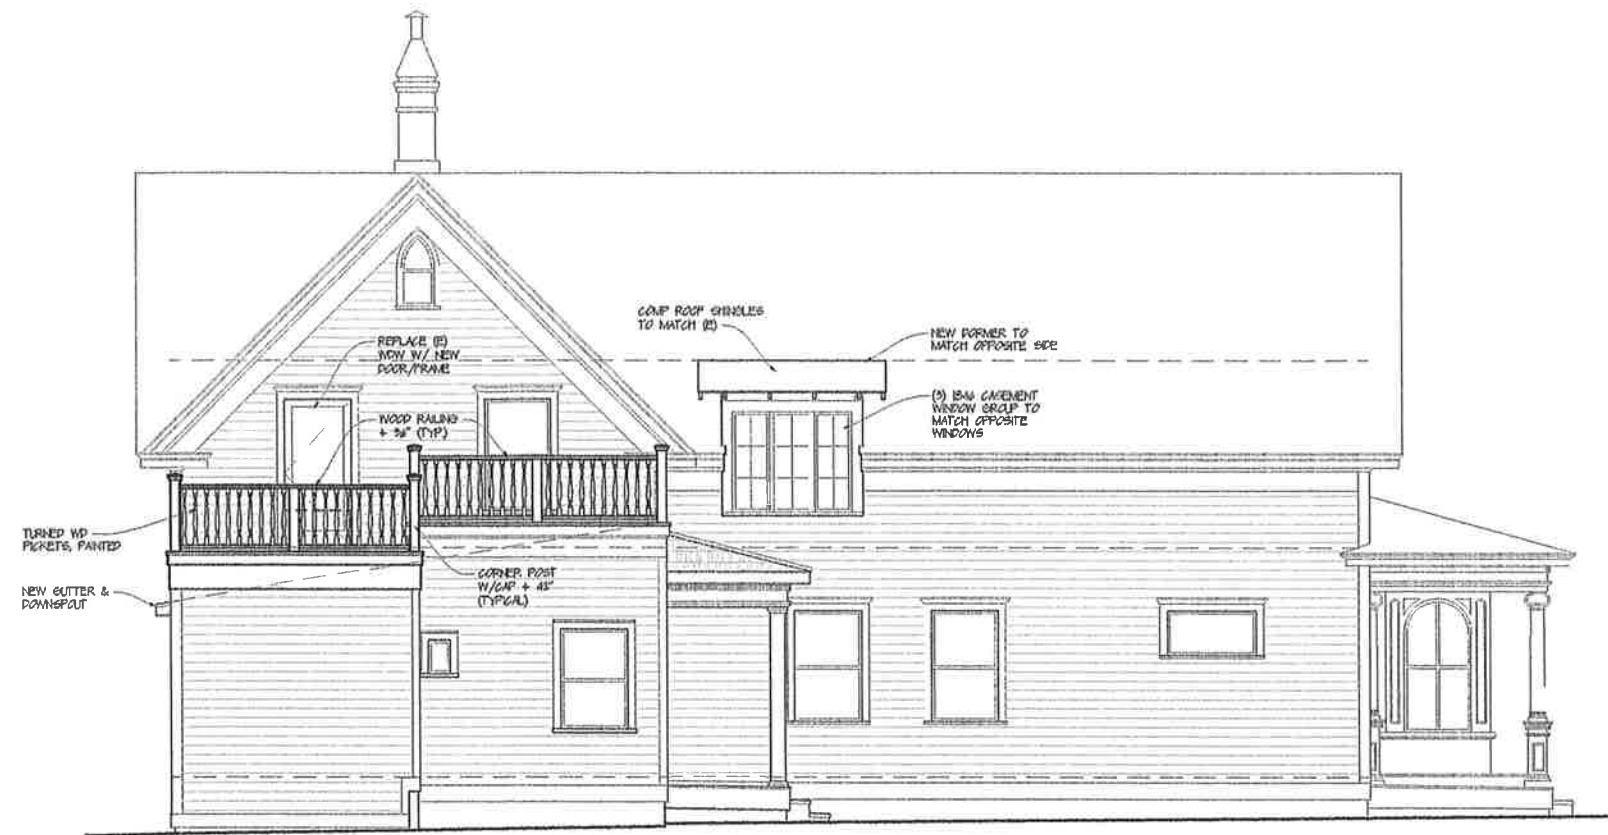 COMP ROOF SHINGLES
TO MATCH (E)
NEW DORMER TO
MATCH OPPOSITE SIDE
REPLACE (E)
WDW W/ NEW
DOOR/FRAME
(3) 1846 CASEMENT
WINDOW GROUP TO
MATCH OPPOSITE
WINDOWS
WOOD RAILING
+ 36" (TYP.)
TURNED WD
PICKETS, PAINTED
CORNER POST
W/CAP + 42"
(TYPICAL)
NEW GUTTER &
DOWNSPOUT